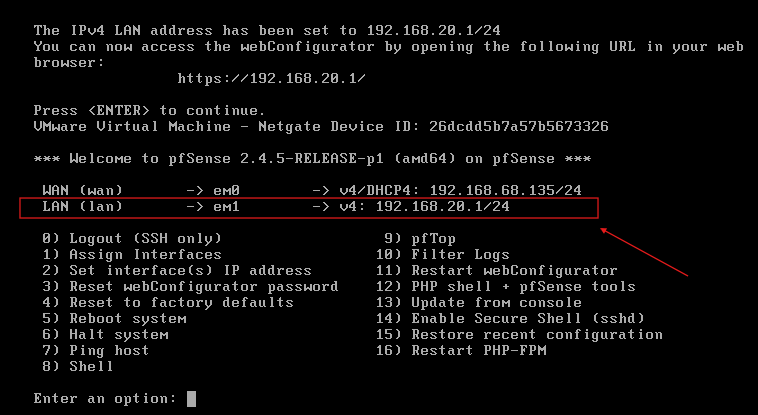 The IPv4 LAN address has been set to 192.168.20.1/24
You can now access the webConfigurator by opening the following URL in your web
browser:
https://192.168.20.1/
Press <ENTER> to continue.
VMware Virtual Machine - Netgate Device ID: 26dcdd5b7a57b5673326
*** Welcome to pfSense 2.4.5-RELEASE-p1 (amd64) on pfSense ***
WAN (wan) -> em0 -> v4/DHCP4: 192.168.68.135/24
LAN (lan) -> em1 -> v4: 192.168.20.1/24
0) Logout (SSH only) 9) pfTop
1) Assign Interfaces 10) Filter Logs
2) Set interface(s) IP address 11) Restart webConfigurator
3) Reset webConfigurator password 12) PHP shell + pfSense tools
4) Reset to factory defaults 13) Update from console
5) Reboot system 14) Enable Secure Shell (sshd)
6) Halt system 15) Restore recent configuration
7) Ping host 16) Restart PHP-FPM
8) Shell
Enter an option: